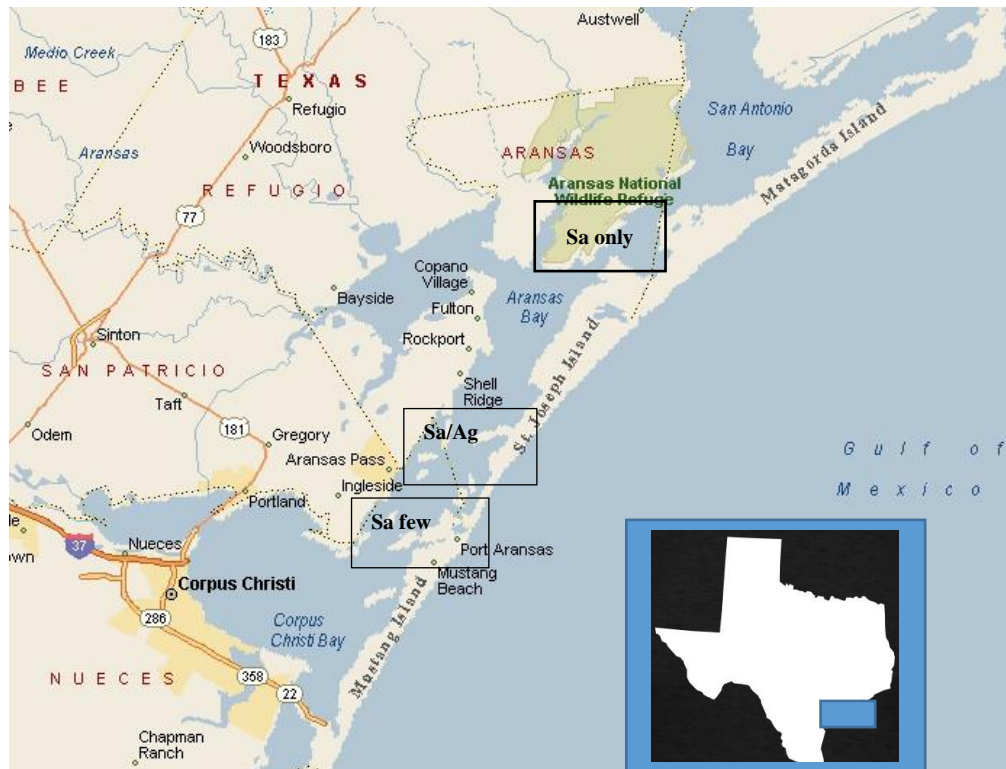 Austwell
183
Medio Creek
BEE
TEXAS
Refugio
San Antonio
Bay
Matagorda Island
Woodsboro
Aransas
ARANSAS
Aransas National
Wildlife Refuge
REFUGIO
77
Sa only
Copano
Village
Bayside
Fulton
Aransas
Bay
Rockport
Sinton
SAN PATRICIO
Shell
Ridge
St. Joseph Island
Taft
Odem
181
Gregory
Sa/Ag
Aransas Pass
Ingleside
Gulf of
Mexico
Portland
Sa few
37
Nueces
Port Aransas
Mustang
Beach
Corpus Christi
286
Corpus
Christi Bay
Mustang Island
NUECES
358
22
Chapman
Ranch